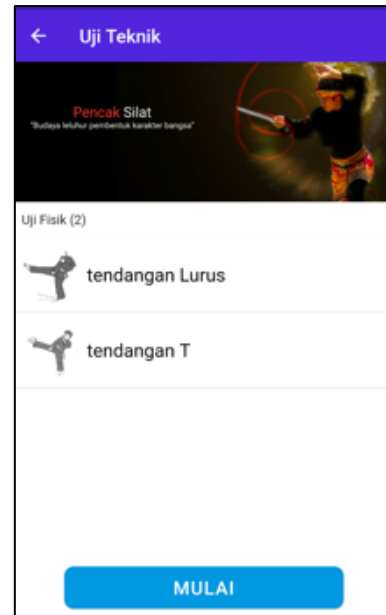 Uji Teknik
Pencak Silat
"Budaya leluhur pembentuk karakter bangsa"
Uji Fisik (2)
tendangan Lurus
tendangan T
MULAI